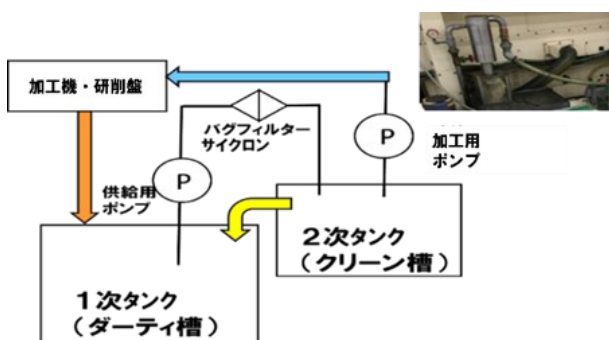 加工機・研削盤
バグフィルター
サイクロン
P
加工用
ポンプ
P
供給用
ポンプ
2次タンク
(クリーン槽)
1次タンク
(ダーティ槽)